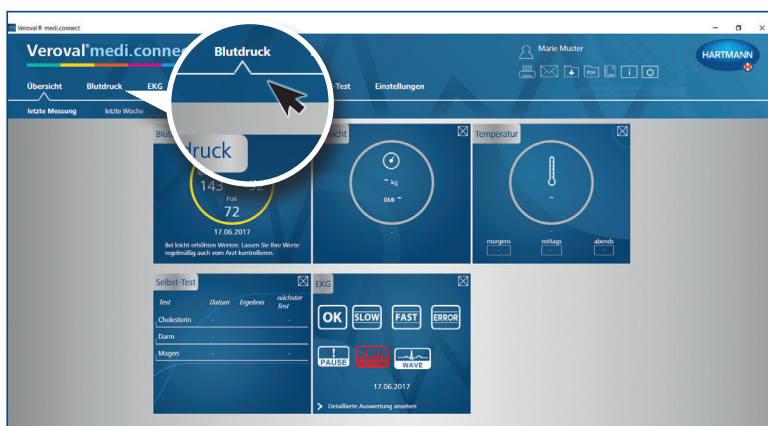 Veroval® medi.connect
Veroval® medi.connec
Blutdruck
Marie Muster
HARTMANN
PDF
Übersicht Blutdruck EKG -Test Einstellungen
letzte Messung letzte Woche
druck
Temperatur
143
Puls
72
17.06.2017
Bei leicht erhöhten Werten: Lassen Sie Ihre Werte
regelmäßig auch vom Arzt kontrollieren.
- kg
BMI -
-
-
-
morgens mittags abends
- - -
Selbst-Test
Test Datum Ergebnis nächster
Test
Cholesterin - -
Darm - -
Magen - -
EKG
OK SLOW FAST ERROR
PAUSE RHYTHM WAVE
17.06.2017
Detaillierte Auswertung ansehen